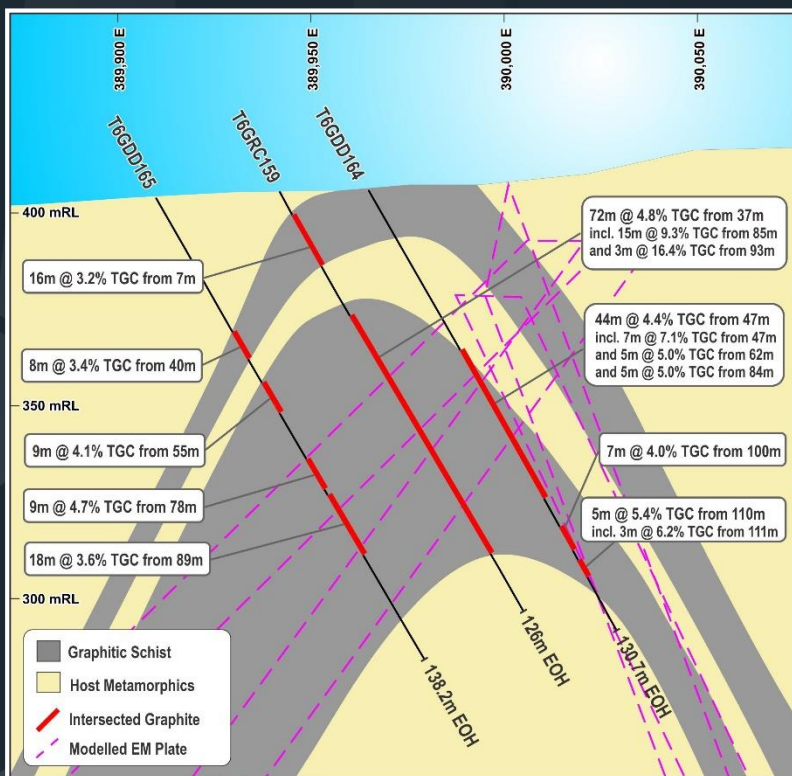 389,900 E
389,950 E
390,000 E
390,050 E
T6GDD165
T6GRC159
T6GDD164
400 mRL
72m @ 4.8% TGC from 37m
incl. 15m @ 9.3% TGC from 85m
and 3m @ 16.4% TGC from 93m
16m @ 3.2% TGC from 7m
44m @ 4.4% TGC from 47m
incl. 7m @ 7.1% TGC from 47m
and 5m @ 5.0% TGC from 62m
and 5m @ 5.0% TGC from 84m
8m @ 3.4% TGC from 40m
350 mRL
9m @ 4.1% TGC from 55m
7m @ 4.0% TGC from 100m
9m @ 4.7% TGC from 78m
5m @ 5.4% TGC from 110m
incl. 3m @ 6.2% TGC from 111m
18m @ 3.6% TGC from 89m
300 mRL
138.2m EOH
126m EOH
130.7m EOH
Graphitic Schist
Host Metamorphics
Intersected Graphite
Modelled EM Plate